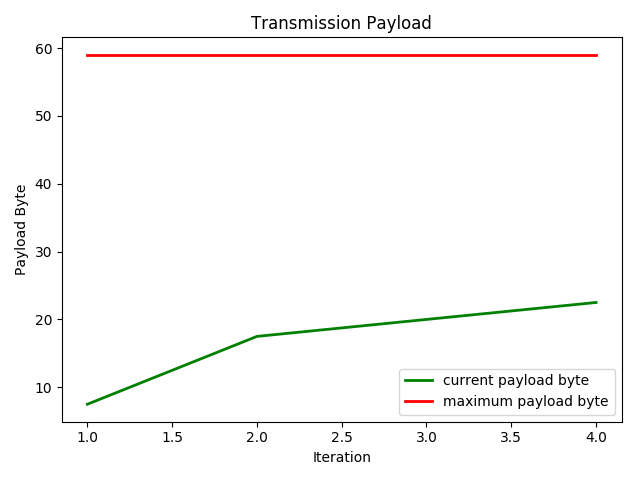 Transmission Payload
Payload Byte
60
50
40
30
20
10
current payload byte
maximum payload byte
1.0 1.5 2.0 2.5 3.0 3.5 4.0
Iteration